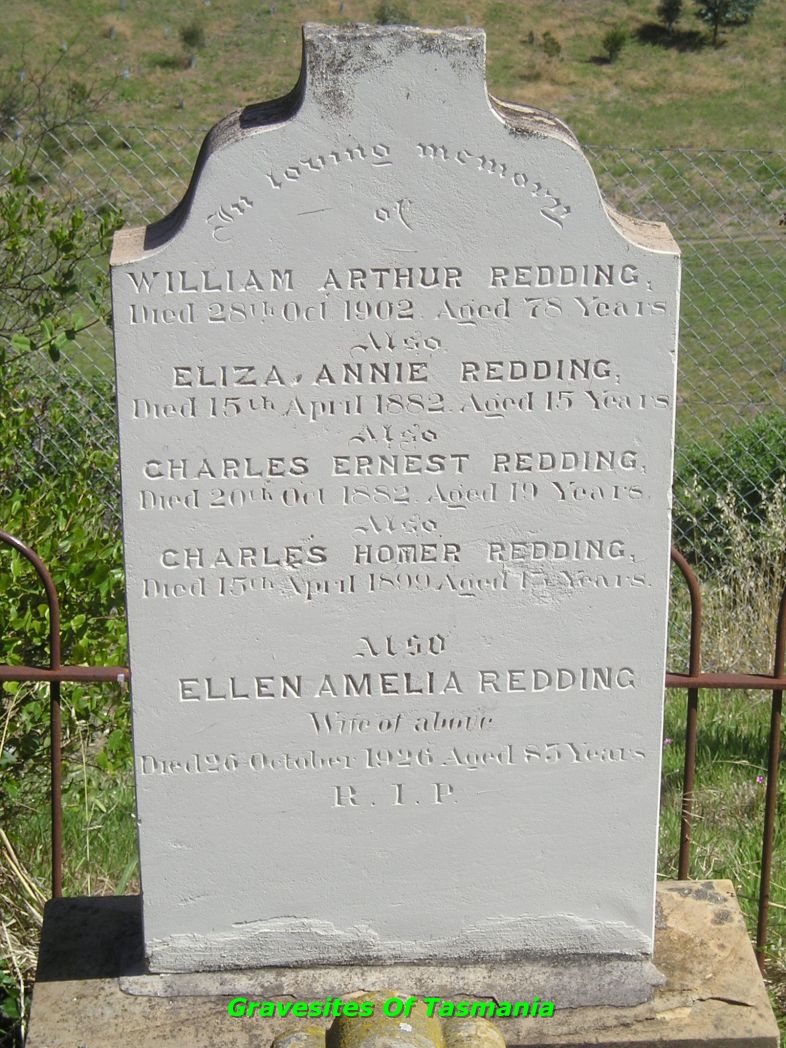 In loving memory
of
WILLIAM ARTHUR REDDING,
Died 28th Oct 1902. Aged 78 Years.
Also.
ELIZA ANNIE REDDING,
Died 15th April 1882. Aged 15 Years
Also
CHARLES ERNEST REDDING,
Died 20th Oct 1882. Aged 19 Years.
Also
CHARLES HOMER REDDING,
Died 15th April 1899 Aged Years.
Also
ELLEN AMELIA REDDING
Wife of above
Died 26 October 1926 Aged 85 Years
R. I. P.
Gravesites Of Tasmania